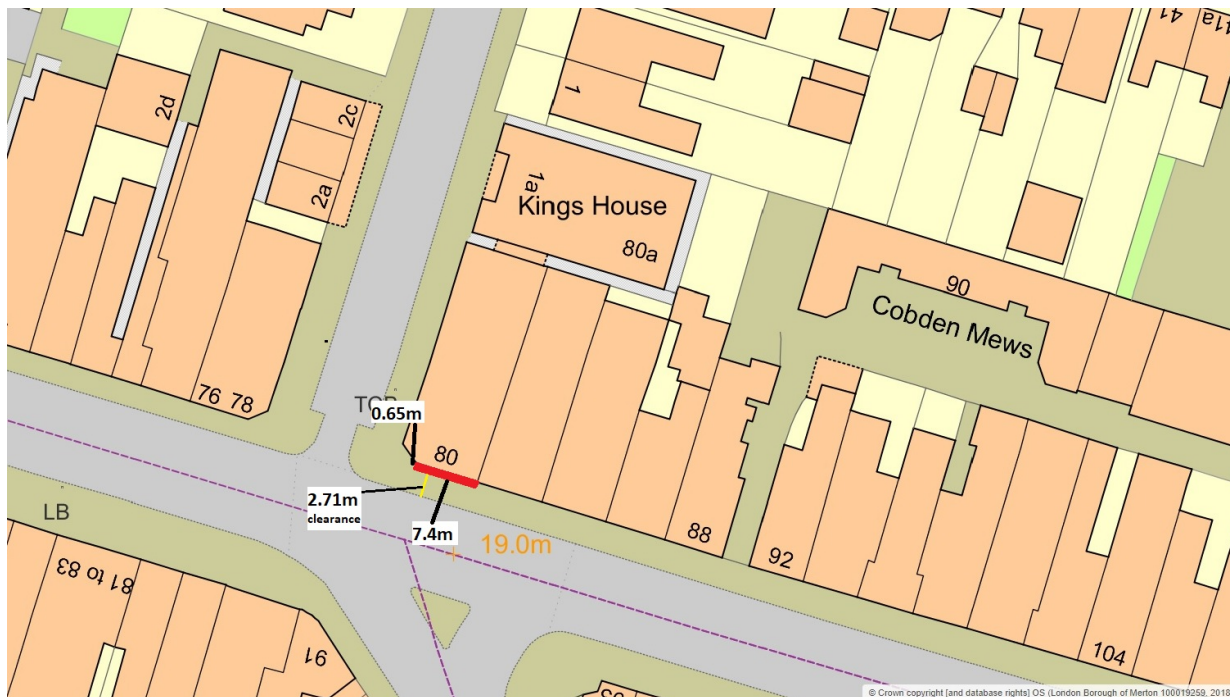 41
41a
2d
2c
1
2a
1a
Kings House
80a
90
Cobden Mews
76 78
0.65m
80
2.71m
clearance
7.4m
LB
19.0m
88
92
81 to 83
91
104
© Crown copyright [and database rights] OS (London Borough of Merton 100019259. 201